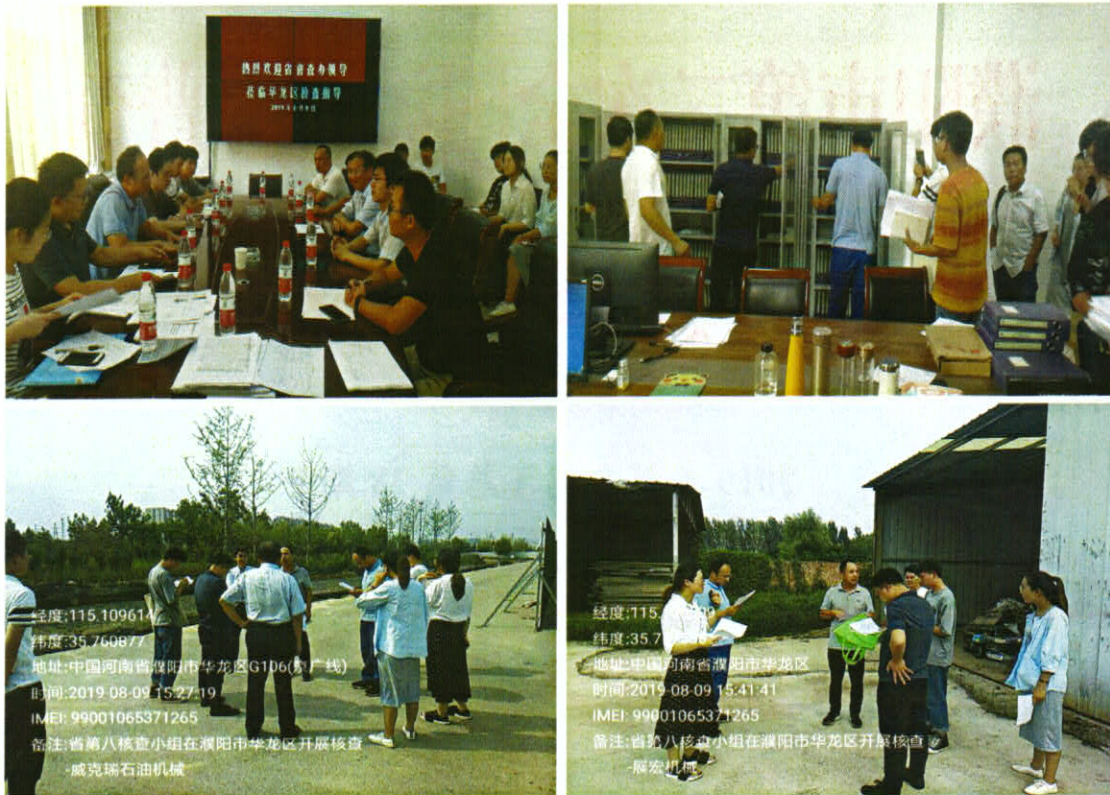 热烈欢迎省督查办领导
莅临华龙区检查指导
经度:115.109614
纬度:35.760877
地址:中国河南省濮阳市华龙区G106(京广线)
时间:2019-08-09 15:27:19
IMEI: 99001065371265
备注:省第八核查小组在濮阳市华龙区开展核查
-威克瑞石油机械
经度:115
纬度:35.7
地址:中国河南省濮阳市华龙区
时间:2019-08-09 15:41:41
IMEI: 99001065371265
备注:省第八核查小组在濮阳市华龙区开展核查
-展宏机械